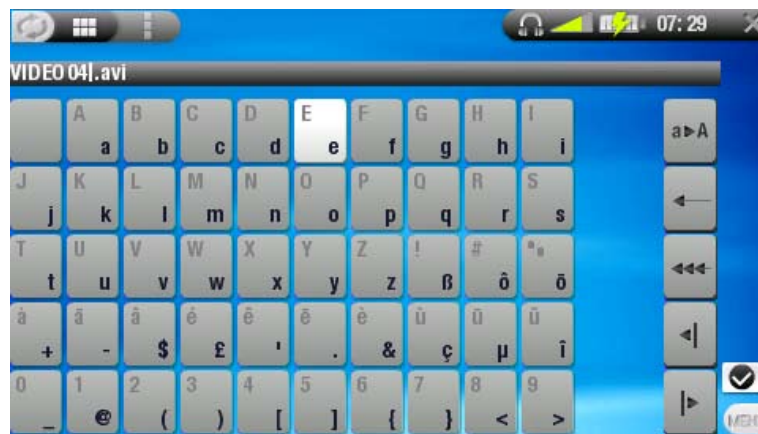 07:29
VIDEO 04|.avi
A a B b C c D d E e F f G g H h I i a▸A
J j K k L l M m N n O o P p Q q R r S s
T t U u V v W w X x Y y Z z ! ß # ô " ō
à + ä - â $ é £ ê ' ē . è & ù ç û µ ü î
0 _ 1 @ 2 ( 3 ) 4 [ 5 ] 6 { 7 } 8 < 9 >